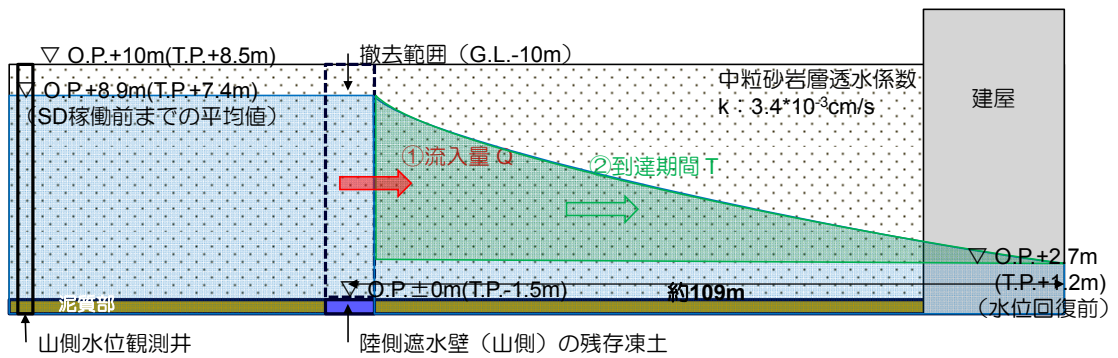 ▽ O.P.+10m(T.P.+8.5m)
撤去範囲（G.L.-10m）
▽ O.P.+8.9m(T.P.+7.4m)
（SD稼働前までの平均値）
中粒砂岩層透水係数
k：3.4*10⁻³cm/s
建屋
①流入量 Q
②到達期間 T
▽ O.P.+2.7m
(T.P.+1.2m)
（水位回復前）
▽ O.P.±0m(T.P.-1.5m)
約109m
泥質部
山側水位観測井
陸側遮水壁（山側）の残存凍土